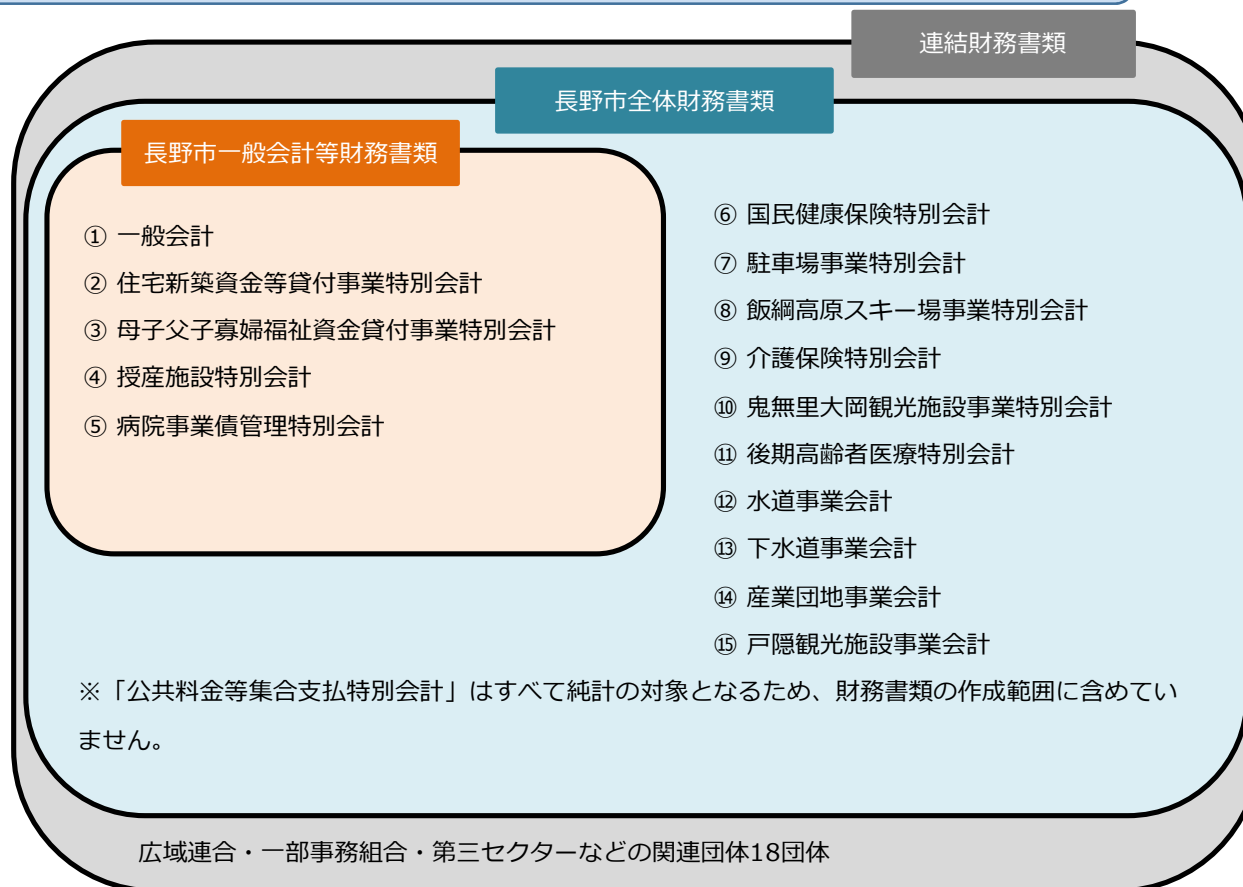 連結財務書類
長野市全体財務書類
長野市一般会計等財務書類
① 一般会計
② 住宅新築資金等貸付事業特別会計
③ 母子父子寡婦福祉資金貸付事業特別会計
④ 授産施設特別会計
⑤ 病院事業債管理特別会計
⑥ 国民健康保険特別会計
⑦ 駐車場事業特別会計
⑧ 飯綱高原スキー場事業特別会計
⑨ 介護保険特別会計
⑩ 鬼無里大岡観光施設事業特別会計
⑪ 後期高齢者医療特別会計
⑫ 水道事業会計
⑬ 下水道事業会計
⑭ 産業団地事業会計
⑮ 戸隠観光施設事業会計
※「公共料金等集合支払特別会計」はすべて純計の対象となるため、財務書類の作成範囲に含めてい
ません。
広域連合・一部事務組合・第三セクターなどの関連団体18団体